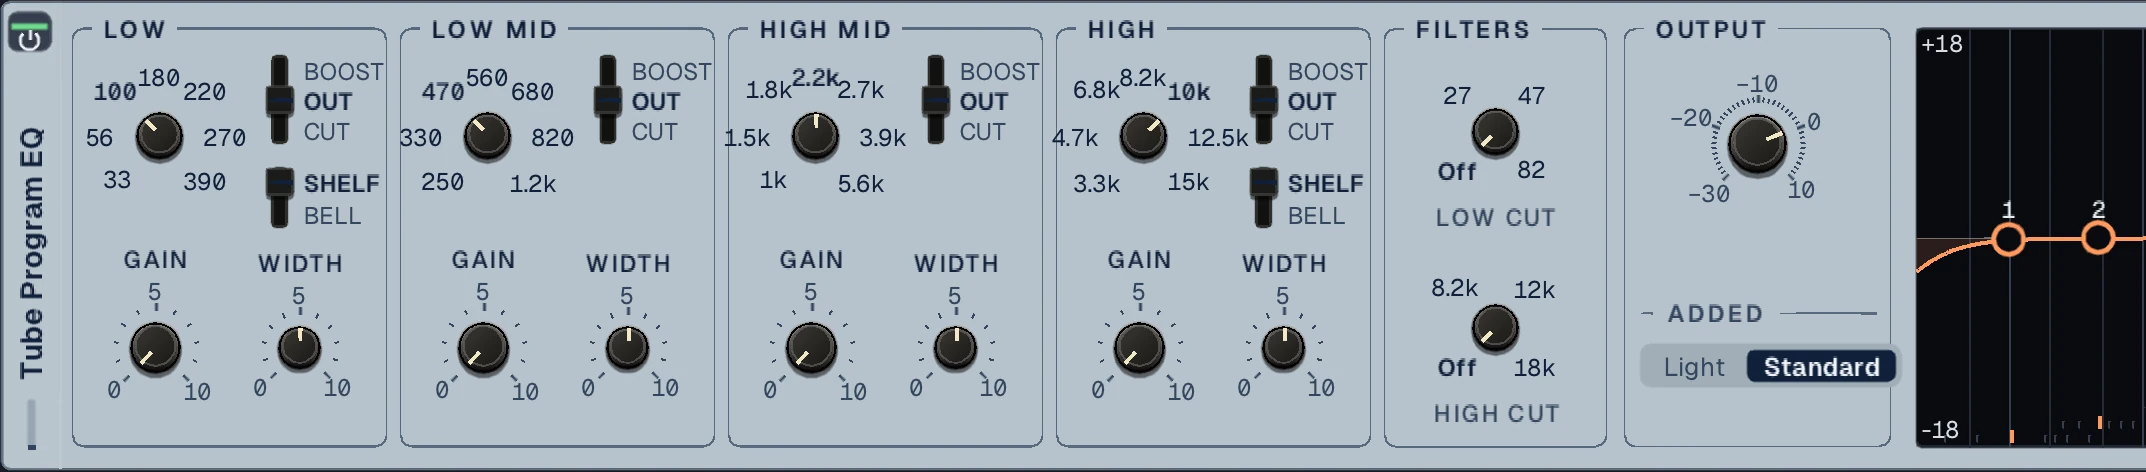 Tube Program EQ
LOW
100 180 220
56 270
33 390
BOOST
OUT
CUT
SHELF
BELL
GAIN
5
0 10
WIDTH
5
0 10
LOW MID
470 560 680
330 820
250 1.2k
BOOST
OUT
CUT
GAIN
5
0 10
WIDTH
5
0 10
HIGH MID
1.8k 2.2k 2.7k
1.5k 3.9k
1k 5.6k
BOOST
OUT
CUT
GAIN
5
0 10
WIDTH
5
0 10
HIGH
6.8k 8.2k 10k
4.7k 12.5k
3.3k 15k
BOOST
OUT
CUT
SHELF
BELL
GAIN
5
0 10
WIDTH
5
0 10
FILTERS
27 47
Off 82
LOW CUT
8.2k 12k
Off 18k
HIGH CUT
OUTPUT
-10
-20 0
-30 10
ADDED
Light Standard
+18
1 2
-18